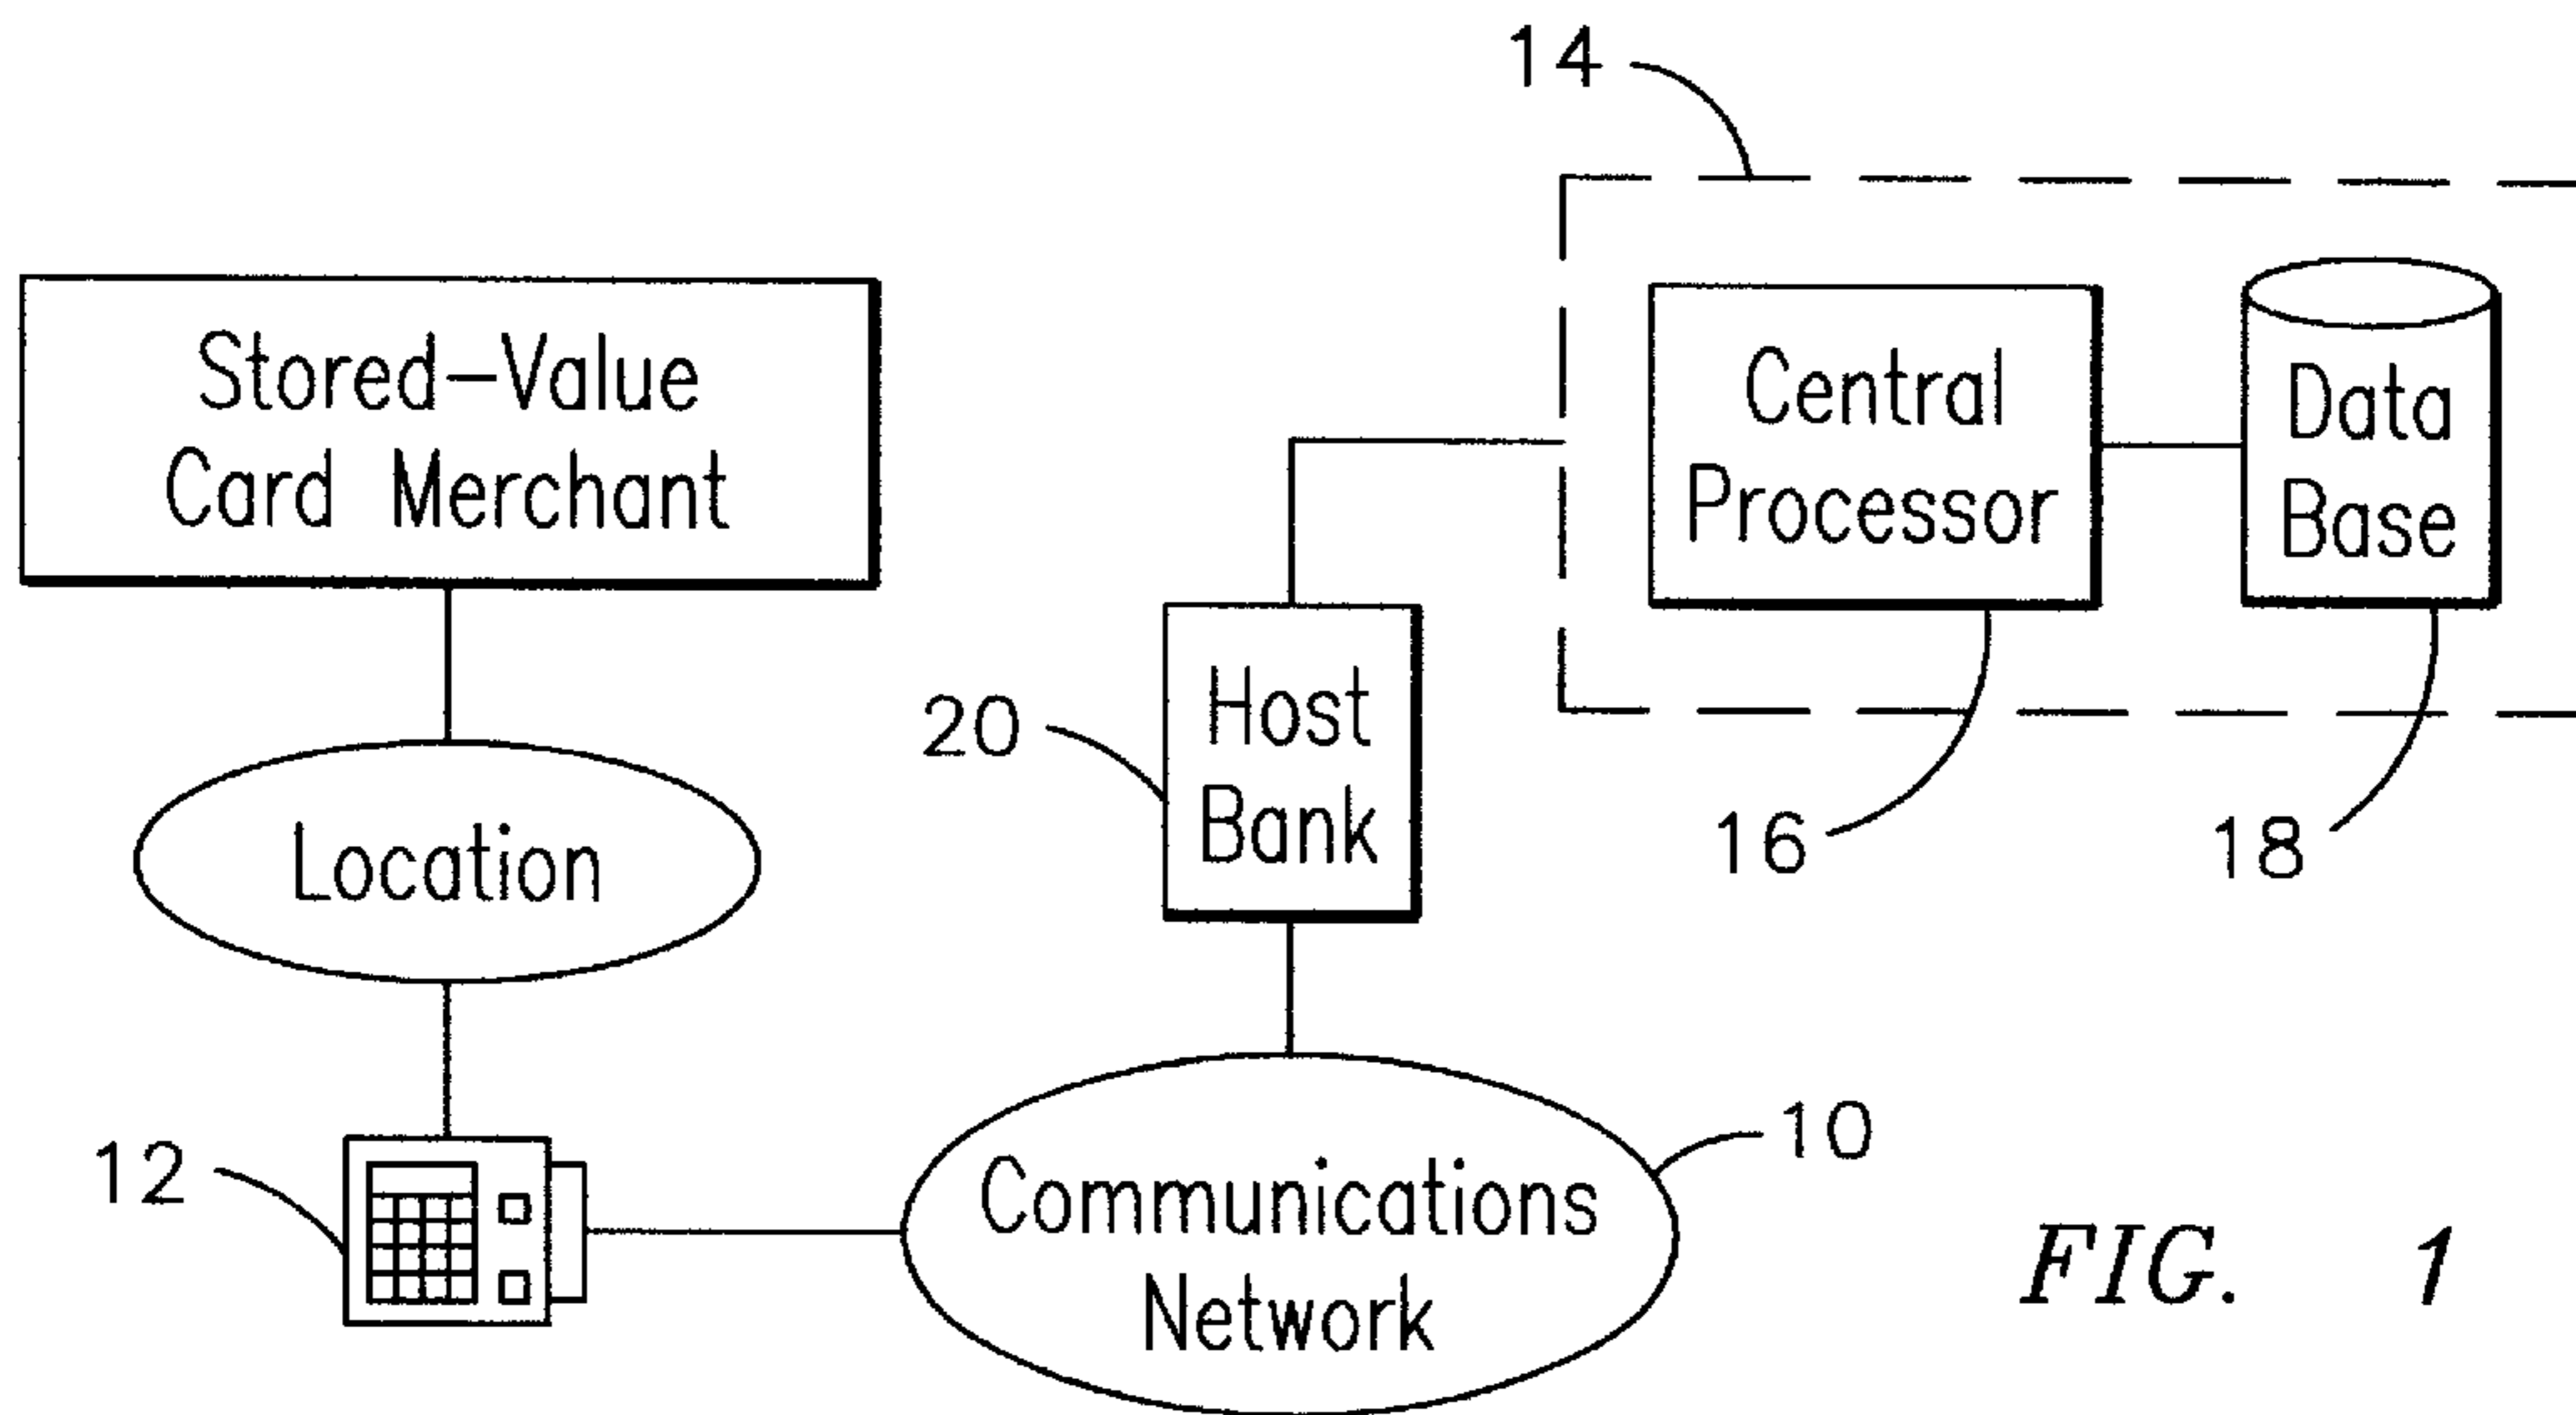 14
Stored-Value
Card Merchant
Central
Processor
Data
Base
20
Host
Bank
16
18
Location
12
10
Communications
Network
FIG. 1